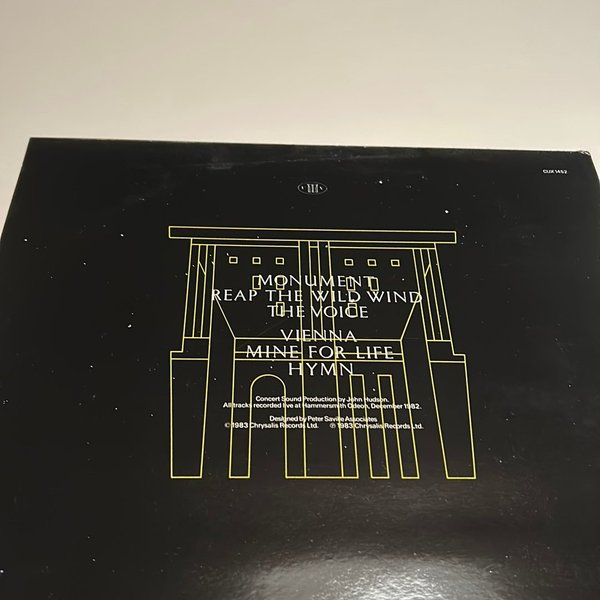 CUX 1452
MONUMENT
REAP THE WILD WIND
THE VOICE
VIENNA
MINE FOR LIFE
HYMN
Concert Sound Production by John Hudson.
All tracks recorded live at Hammersmith Odeon, December 1982.
Designed by Peter Saville Associates
© 1983 Chrysalis Records Ltd. ℗ 1983 Chrysalis Records Ltd.